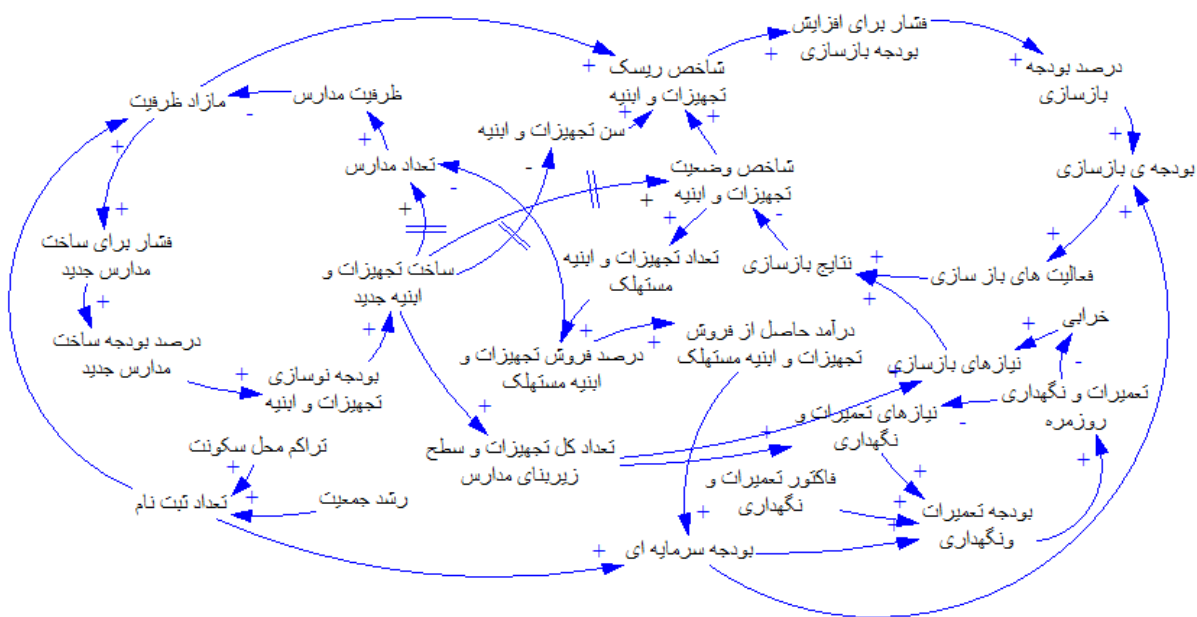 فشار برای افزایش
بودجه بازسازی
درصد بودجه
بازسازی
شاخص ریسک
تجهیزات و ابنیه
ظرفیت مدارس
مازاد ظرفیت
سن تجهیزات و ابنیه
تعداد مدارس
شاخص وضعیت
تجهیزات و ابنیه
بودجه ی بازسازی
فشار برای ساخت
مدارس جدید
ساخت تجهیزات و
ابنیه جدید
تعداد تجهیزات و ابنیه
مستهلک
نتایج بازسازی
فعالیت های باز سازی
خرابی
درصد بودجه ساخت
مدارس جدید
بودجه نوسازی
تجهیزات و ابنیه
درصد فروش تجهیزات و
ابنیه مستهلک
درآمد حاصل از فروش
تجهیزات و ابنیه مستهلک
نیازهای بازسازی
تعمیرات و نگهداری
روزمره
نیازهای تعمیرات و
نگهداری
تراکم محل سکونت
تعداد کل تجهیزات و سطح
زیربنای مدارس
فاکتور تعمیرات و
نگهداری
رشد جمعیت
تعداد ثبت نام
بودجه تعمیرات
ونگهداری
بودجه سرمایه ای